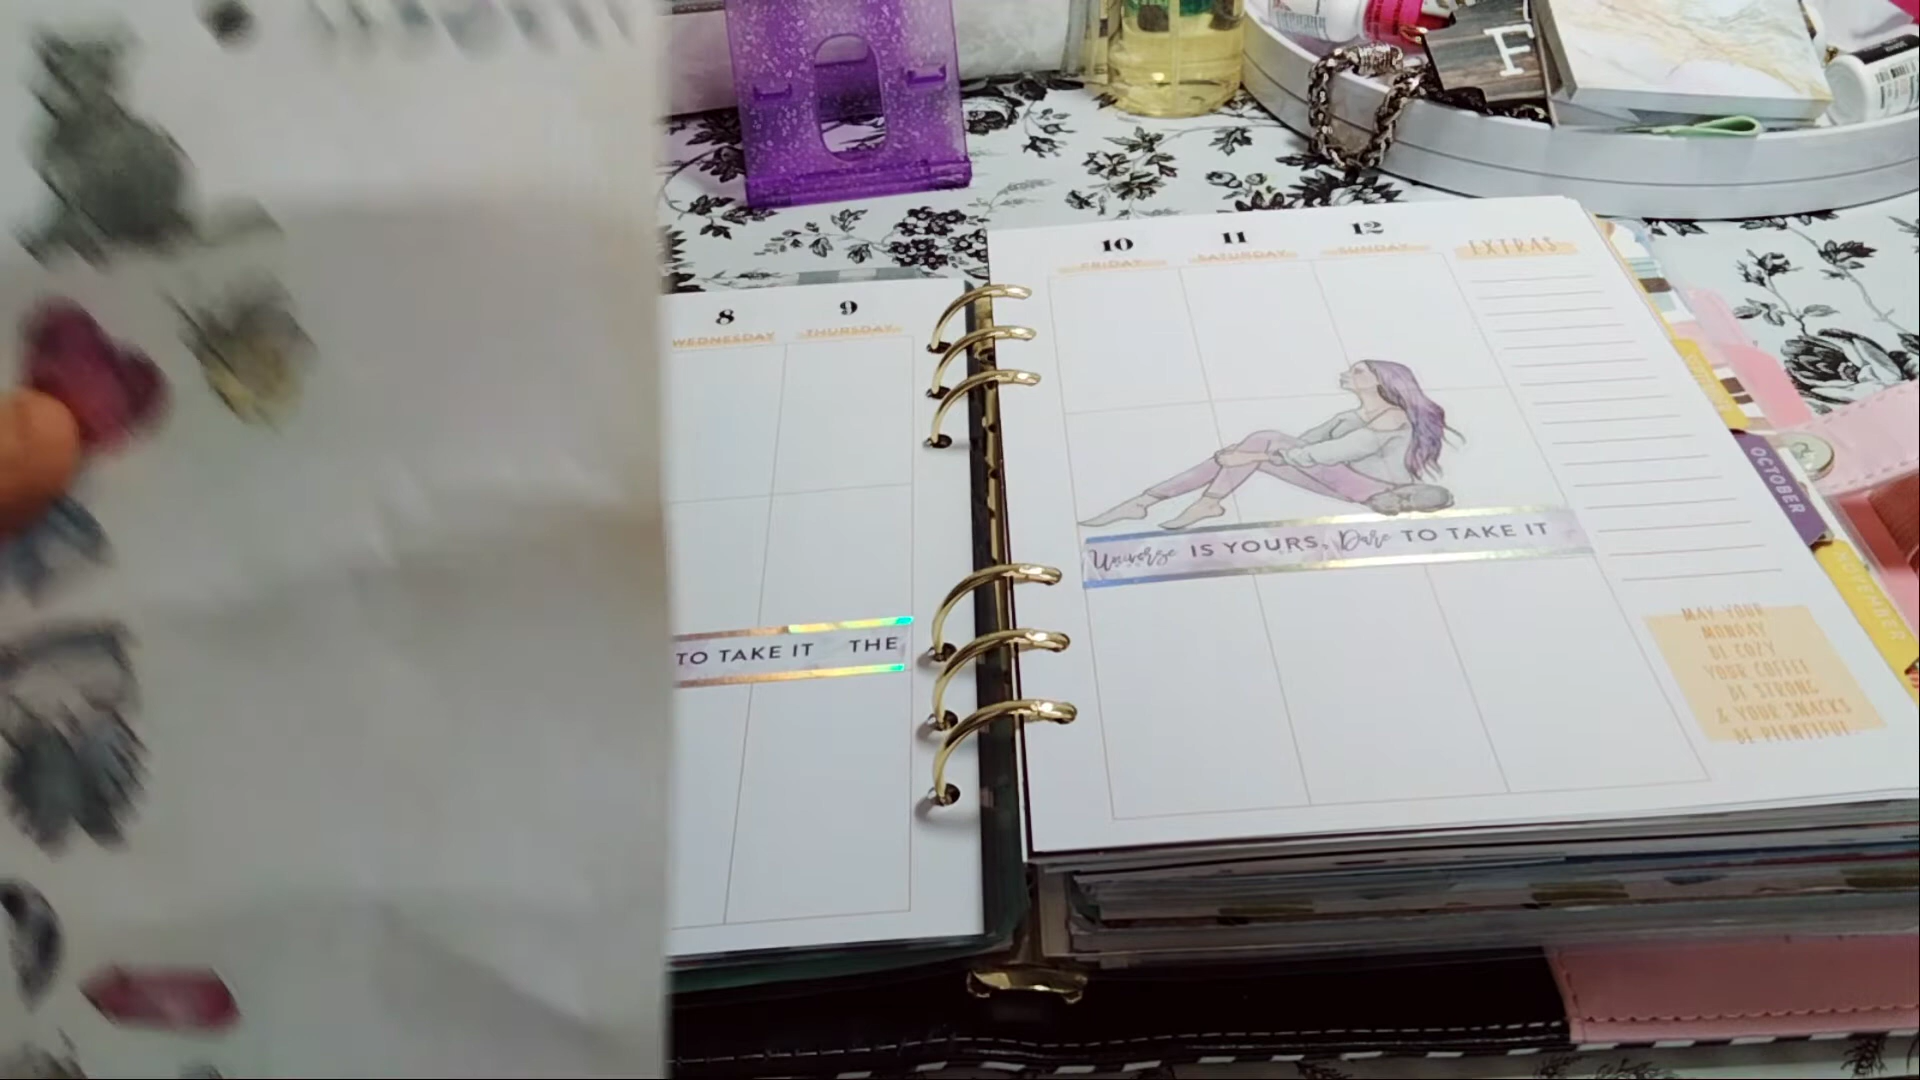 F
10
11
12
FRIDAY
SATURDAY
SUNDAY
EXTRAS
8
9
WEDNESDAY
THURSDAY
OCTOBER
NOVEMBER
Universe IS YOURS, Dare TO TAKE IT
TO TAKE IT THE
MAY YOUR
MONDAY
BE COZY
YOUR COFFEE
BE STRONG
& YOUR SNACKS
BE PLENTIFUL